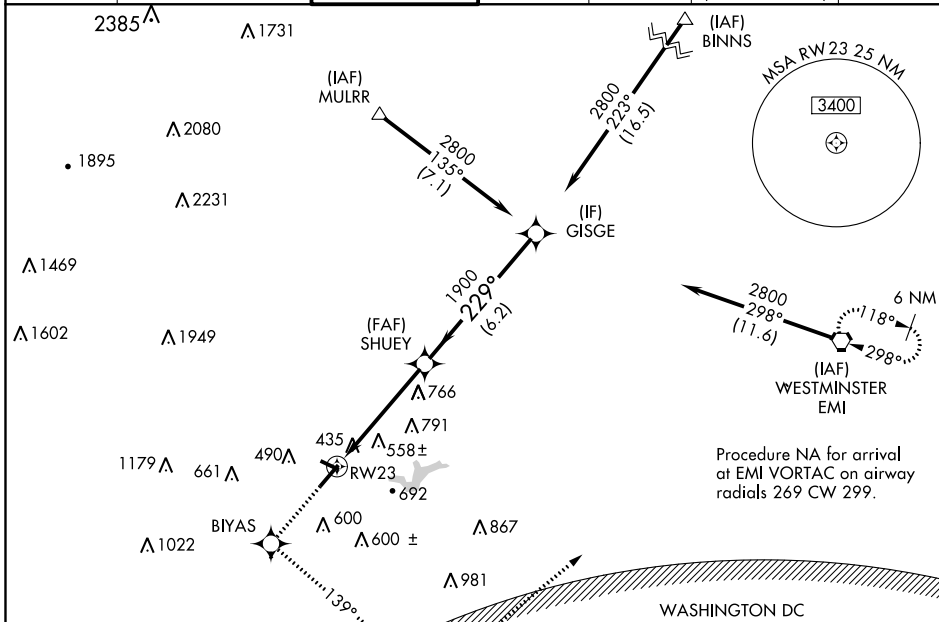 2385
1731
(IAF)
BINNS
MSA RW23 25 NM
3400
(IAF)
MULRR
2800
223°
(16.5)
2080
2800
135°
(7.1)
1895
2231
(IF)
GISGE
1469
1900
229°
(6.2)
2800
298°
(11.6)
6 NM
118°
298°
1602
1949
(FAF)
SHUEY
(IAF)
WESTMINSTER
EMI
766
791
435
558±
490
1179
661
RW23
692
Procedure NA for arrival
at EMI VORTAC on airway
radials 269 CW 299.
BIYAS
600
600 ±
867
1022
981
139°
WASHINGTON DC